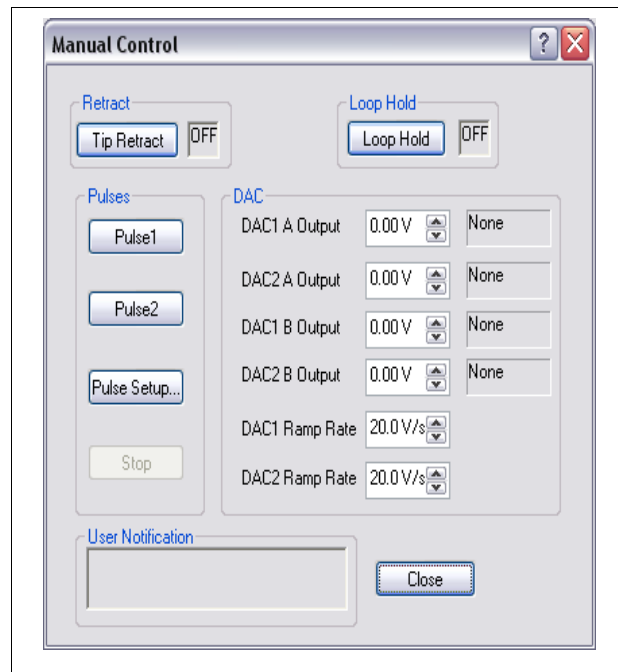 Manual Control
Retract
Tip Retract OFF
Loop Hold
Loop Hold OFF
Pulses
Pulse1
Pulse2
Pulse Setup...
Stop
DAC
DAC1 A Output 0.00 V None
DAC2 A Output 0.00 V None
DAC1 B Output 0.00 V None
DAC2 B Output 0.00 V None
DAC1 Ramp Rate 20.0 V/s
DAC2 Ramp Rate 20.0 V/s
User Notification
Close